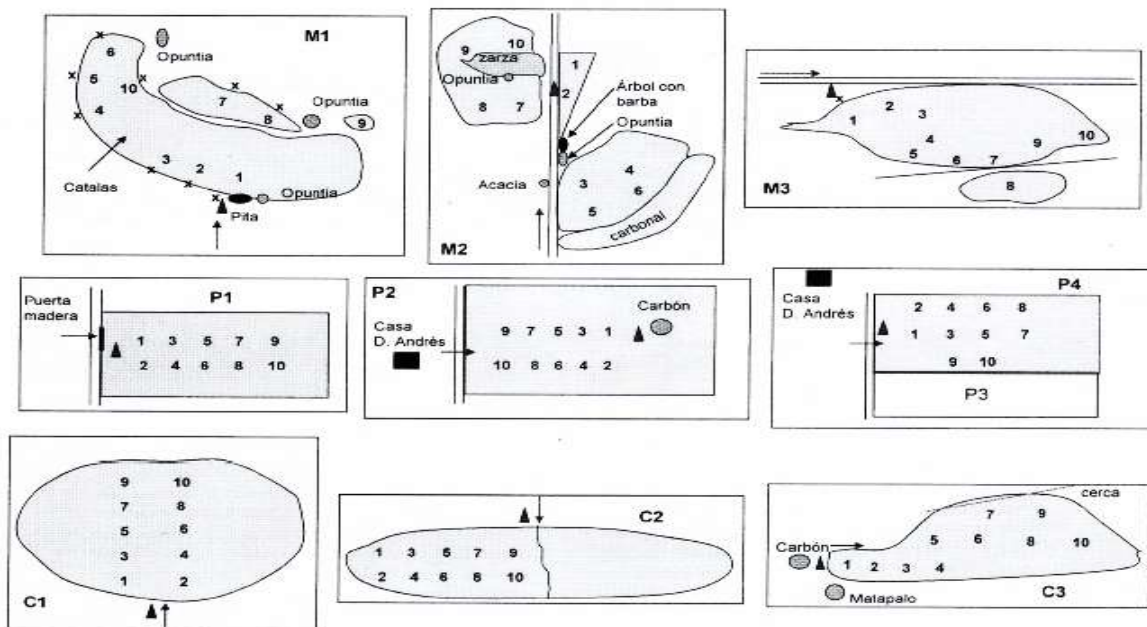 M1
6
Opuntia
5
10
4
7
8
Opuntia
9
Catalas
3
2
1
Opuntia
Pita
M2
9
10
zarza
Opuntia
8
7
1
2
Árbol con
barba
Opuntia
Acacia
3
4
6
5
carbonal
M3
1
2
3
4
5
6
7
9
10
8
P1
Puerta
madera
1 3 5 7 9
2 4 6 8 10
P2
Casa
D. Andrés
Carbón
9 7 5 3 1
10 8 6 4 2
P4
Casa
D. Andrés
2 4 6 8
1 3 5 7
9 10
P3
C1
9 10
7 8
5 6
3 4
1 2
C2
1 3 5 7 9
2 4 6 8 10
C3
cerca
7 9
5 6 8 10
Carbón
1 2 3 4
Matapalo